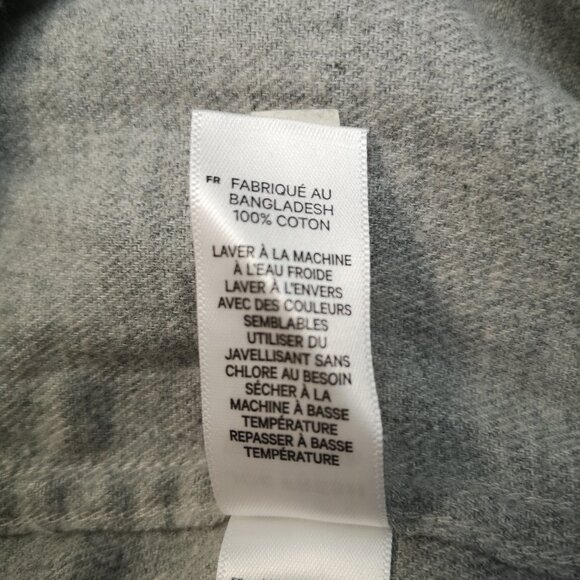 FR FABRIQUÉ AU
BANGLADESH
100% COTON
LAVER À LA MACHINE
À L'EAU FROIDE
LAVER À L'ENVERS
AVEC DES COULEURS
SEMBLABLES
UTILISER DU
JAVELLISANT SANS
CHLORE AU BESOIN
SÉCHER À LA
MACHINE À BASSE
TEMPÉRATURE
REPASSER À BASSE
TEMPÉRATURE